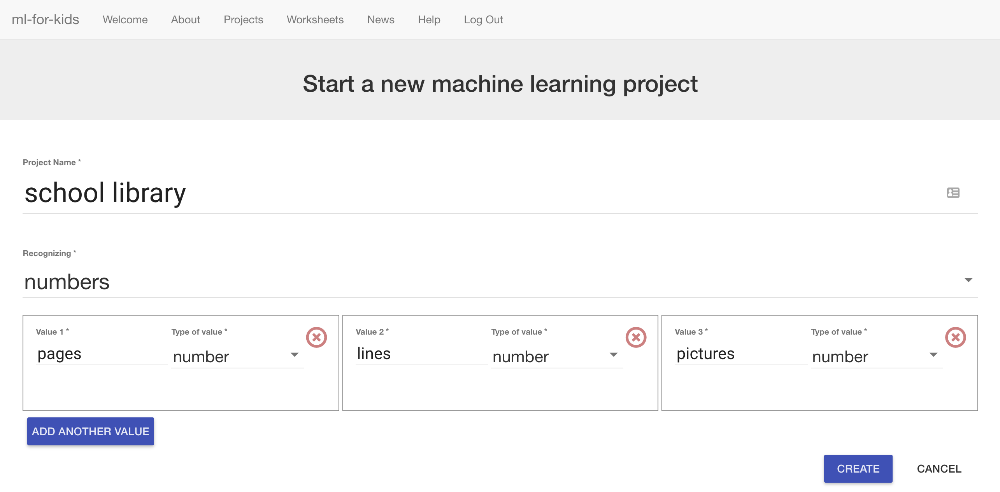 ml-for-kids Welcome About Projects Worksheets News Help Log Out
Start a new machine learning project
Project Name *
school library
Recognizing *
numbers
Value 1 * Type of value * Value 2 * Type of value * Value 3 * Type of value *
pages number lines number pictures number
ADD ANOTHER VALUE
CREATE CANCEL